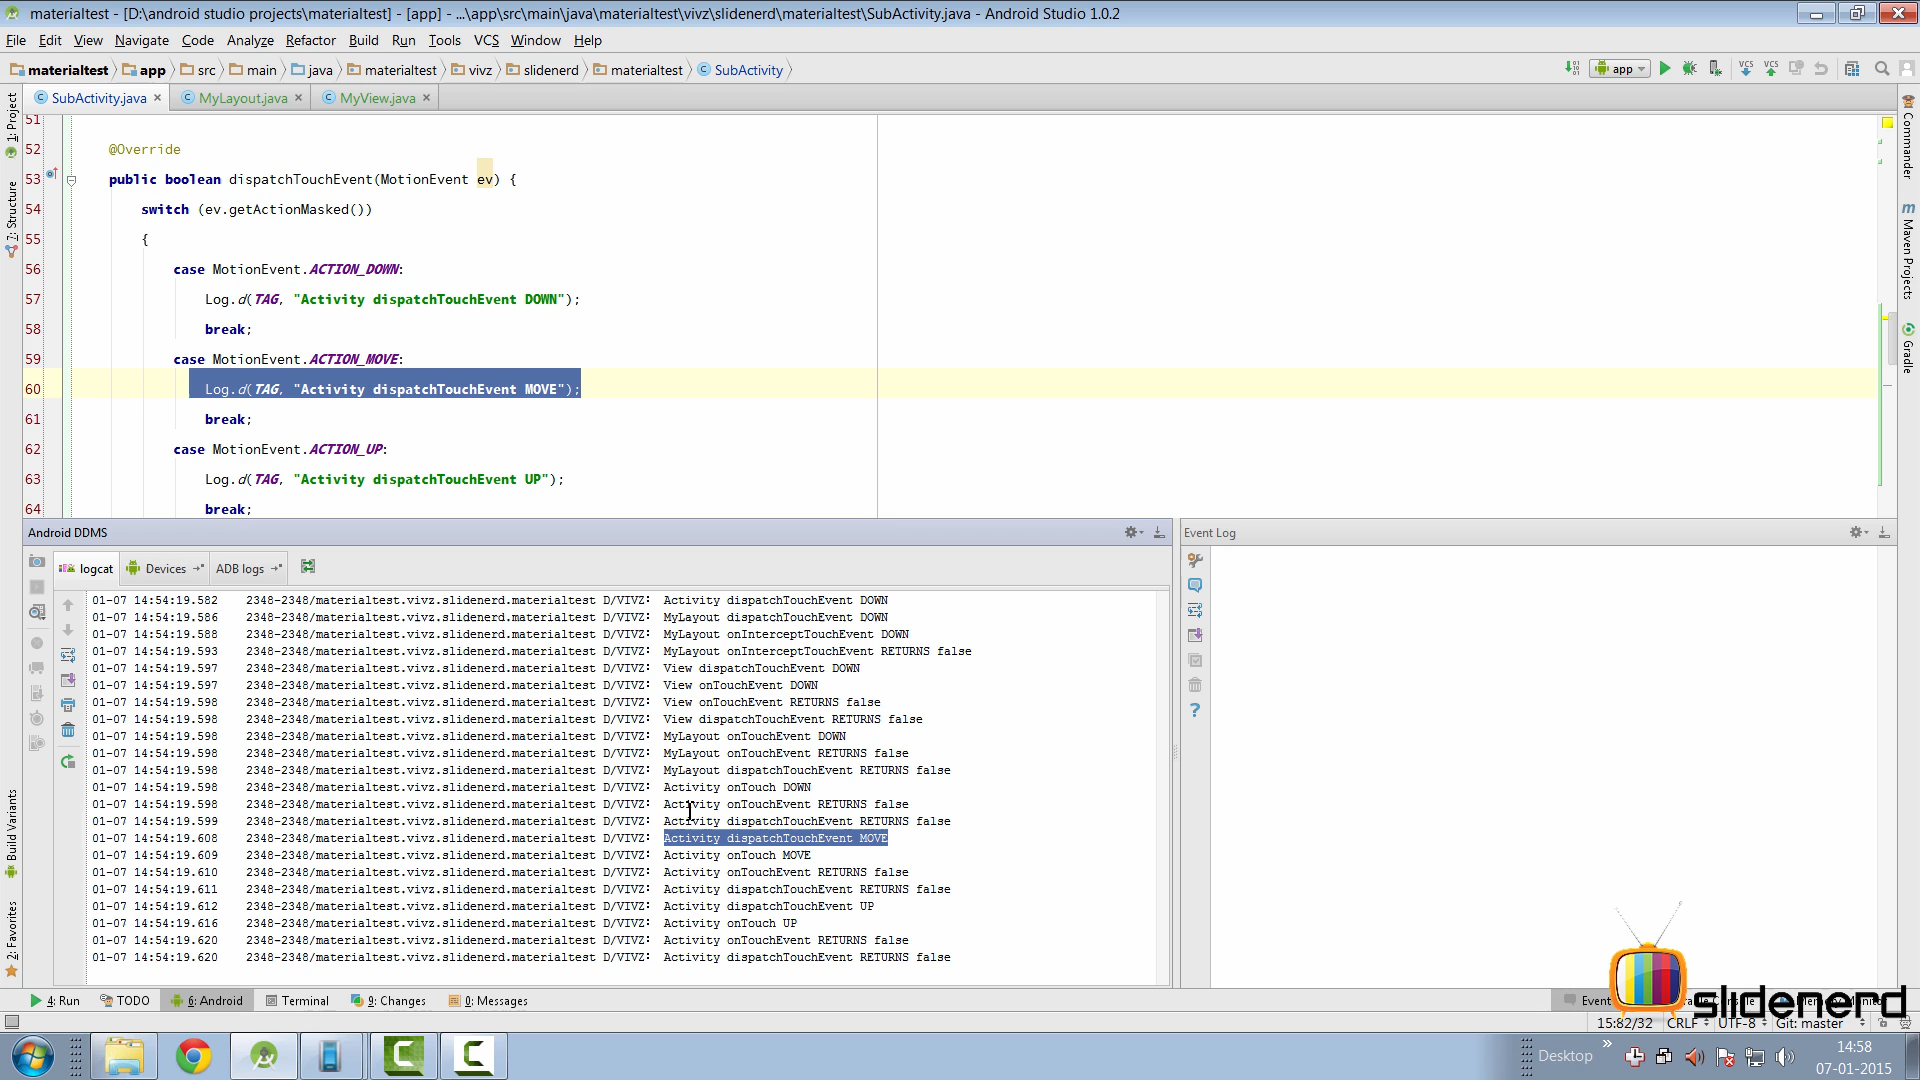 materialtest - [D:\android studio projects\materialtest] - [app] - ...\app\src\main\java\materialtest\vivz\slidenerd\materialtest\SubActivity.java - Android Studio 1.0.2
File Edit View Navigate Code Analyze Refactor Build Run Tools VCS Window Help
materialtest app src main java materialtest vivz slidenerd materialtest SubActivity app VCS VCS
SubActivity.java MyLayout.java MyView.java
1: Project
7: Structure
Build Variants
2: Favorites
Commander
Maven Projects
Gradle
51
52 @Override
53 public boolean dispatchTouchEvent(MotionEvent ev) {
54 switch (ev.getActionMasked())
55 {
56 case MotionEvent.ACTION_DOWN:
57 Log.d(TAG, "Activity dispatchTouchEvent DOWN");
58 break;
59 case MotionEvent.ACTION_MOVE:
60 Log.d(TAG, "Activity dispatchTouchEvent MOVE");
61 break;
62 case MotionEvent.ACTION_UP:
63 Log.d(TAG, "Activity dispatchTouchEvent UP");
64 break;
Android DDMS
Event Log
logcat Devices ADB logs
01-07 14:54:19.582 2348-2348/materialtest.vivz.slidenerd.materialtest D/VIVZ: Activity dispatchTouchEvent DOWN
01-07 14:54:19.586 2348-2348/materialtest.vivz.slidenerd.materialtest D/VIVZ: MyLayout dispatchTouchEvent DOWN
01-07 14:54:19.588 2348-2348/materialtest.vivz.slidenerd.materialtest D/VIVZ: MyLayout onInterceptTouchEvent DOWN
01-07 14:54:19.593 2348-2348/materialtest.vivz.slidenerd.materialtest D/VIVZ: MyLayout onInterceptTouchEvent RETURNS false
01-07 14:54:19.597 2348-2348/materialtest.vivz.slidenerd.materialtest D/VIVZ: View dispatchTouchEvent DOWN
01-07 14:54:19.597 2348-2348/materialtest.vivz.slidenerd.materialtest D/VIVZ: View onTouchEvent DOWN
01-07 14:54:19.598 2348-2348/materialtest.vivz.slidenerd.materialtest D/VIVZ: View onTouchEvent RETURNS false
01-07 14:54:19.598 2348-2348/materialtest.vivz.slidenerd.materialtest D/VIVZ: View dispatchTouchEvent RETURNS false
01-07 14:54:19.598 2348-2348/materialtest.vivz.slidenerd.materialtest D/VIVZ: MyLayout onTouchEvent DOWN
01-07 14:54:19.598 2348-2348/materialtest.vivz.slidenerd.materialtest D/VIVZ: MyLayout onTouchEvent RETURNS false
01-07 14:54:19.598 2348-2348/materialtest.vivz.slidenerd.materialtest D/VIVZ: MyLayout dispatchTouchEvent RETURNS false
01-07 14:54:19.598 2348-2348/materialtest.vivz.slidenerd.materialtest D/VIVZ: Activity onTouch DOWN
01-07 14:54:19.598 2348-2348/materialtest.vivz.slidenerd.materialtest D/VIVZ: Activity onTouchEvent RETURNS false
01-07 14:54:19.599 2348-2348/materialtest.vivz.slidenerd.materialtest D/VIVZ: Activity dispatchTouchEvent RETURNS false
01-07 14:54:19.608 2348-2348/materialtest.vivz.slidenerd.materialtest D/VIVZ: Activity dispatchTouchEvent MOVE
01-07 14:54:19.609 2348-2348/materialtest.vivz.slidenerd.materialtest D/VIVZ: Activity onTouch MOVE
01-07 14:54:19.610 2348-2348/materialtest.vivz.slidenerd.materialtest D/VIVZ: Activity onTouchEvent RETURNS false
01-07 14:54:19.611 2348-2348/materialtest.vivz.slidenerd.materialtest D/VIVZ: Activity dispatchTouchEvent RETURNS false
01-07 14:54:19.612 2348-2348/materialtest.vivz.slidenerd.materialtest D/VIVZ: Activity dispatchTouchEvent UP
01-07 14:54:19.616 2348-2348/materialtest.vivz.slidenerd.materialtest D/VIVZ: Activity onTouch UP
01-07 14:54:19.620 2348-2348/materialtest.vivz.slidenerd.materialtest D/VIVZ: Activity onTouchEvent RETURNS false
01-07 14:54:19.620 2348-2348/materialtest.vivz.slidenerd.materialtest D/VIVZ: Activity dispatchTouchEvent RETURNS false
4: Run TODO 6: Android Terminal 9: Changes 0: Messages Event
slidenerd
15:82/32 CRLF UTF-8 Git: master
Desktop
14:58
07-01-2015